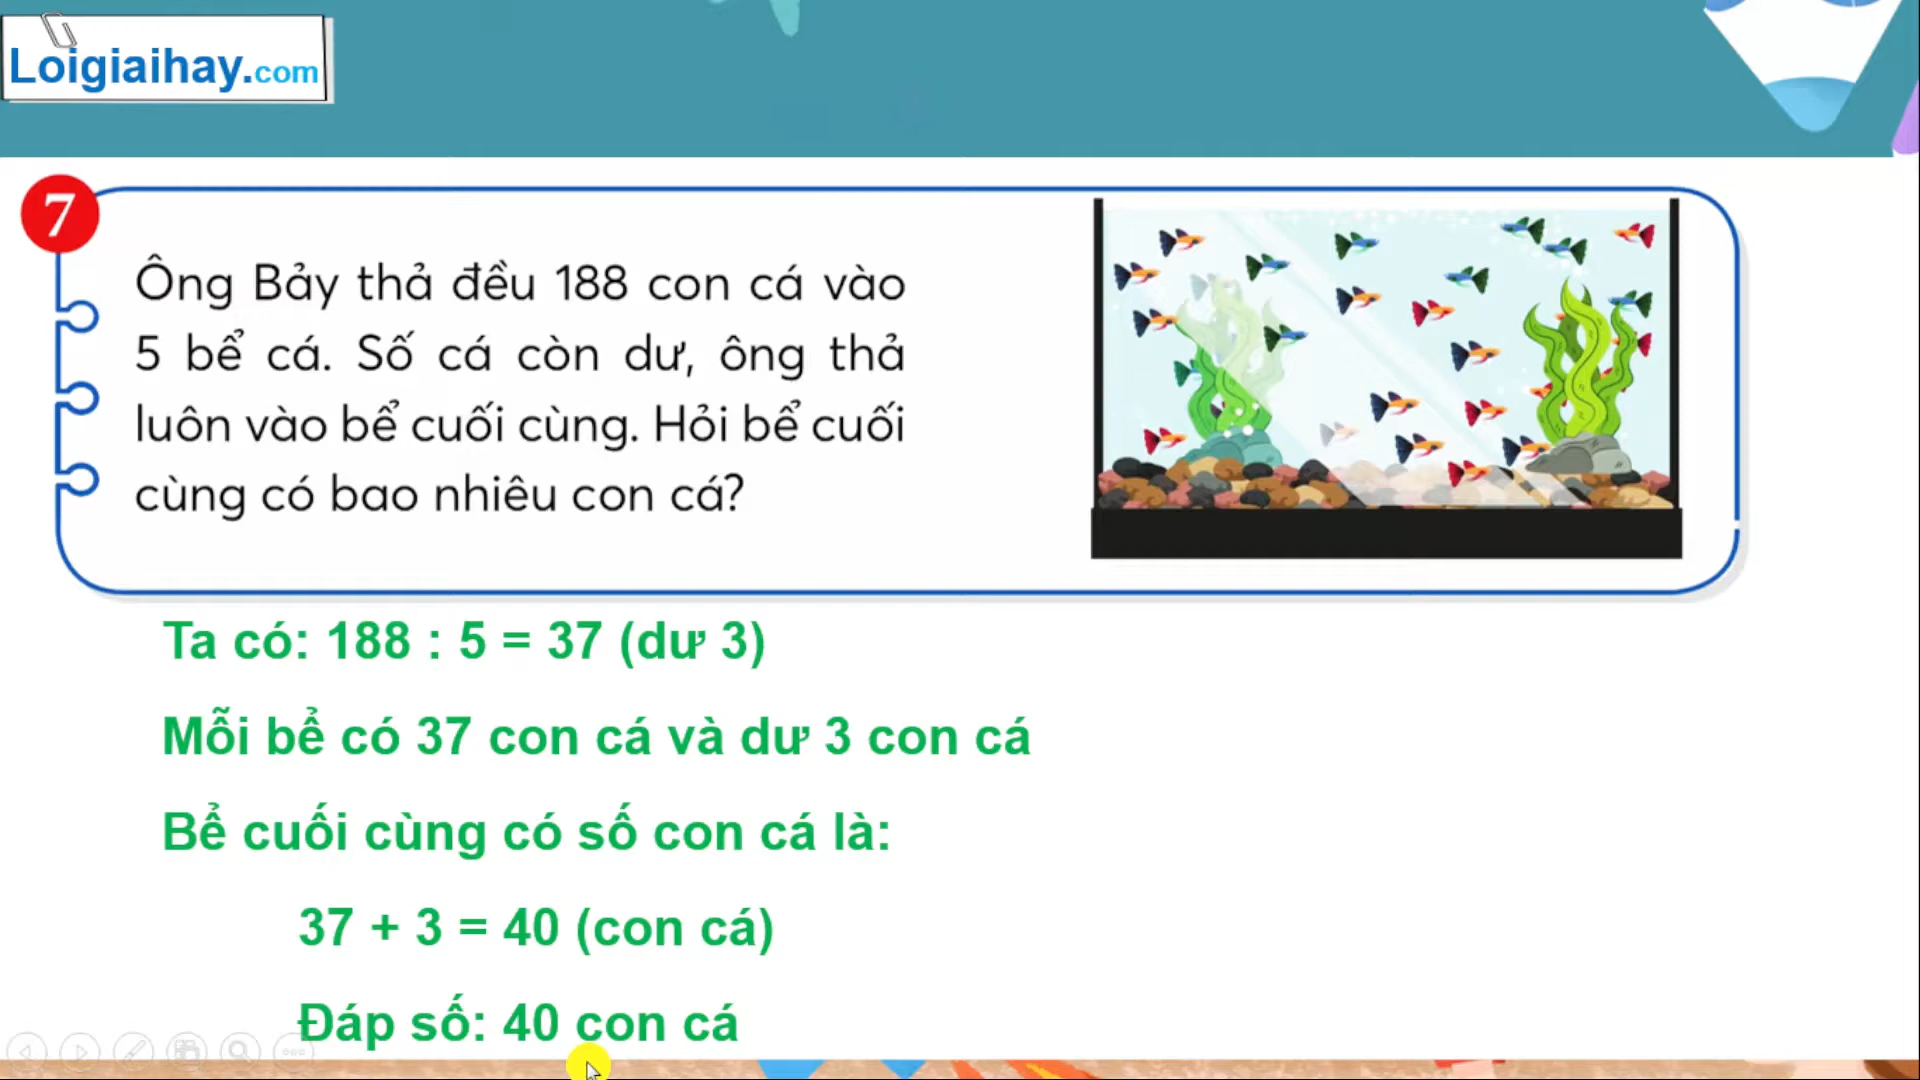 Loigiaihay.com
7
Ông Bảy thả đều 188 con cá vào
5 bể cá. Số cá còn dư, ông thả
luôn vào bể cuối cùng. Hỏi bể cuối
cùng có bao nhiêu con cá?
Ta có: 188 : 5 = 37 (dư 3)
Mỗi bể có 37 con cá và dư 3 con cá
Bể cuối cùng có số con cá là:
37 + 3 = 40 (con cá)
Đáp số: 40 con cá